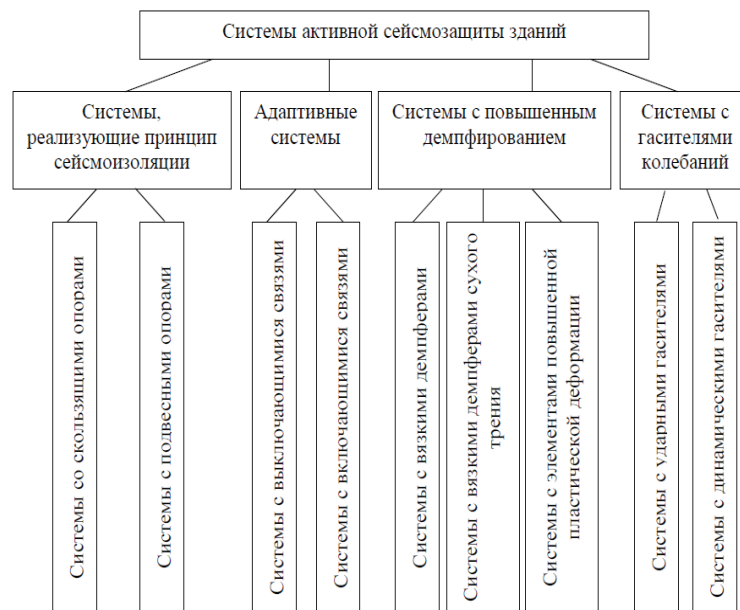 Системы активной сейсмозащиты зданий
Системы,
реализующие принцип
сейсмоизоляции
Адаптивные
системы
Системы с повышенным
демпфированием
Системы с
гасителями
колебаний
Системы со скользящими опорами
Системы с подвесными опорами
Системы с выключающимися связями
Системы с включающимися связями
Системы с вязкими демпферами
Системы с вязкими демпферами сухого
трения
Системы с элементами повышенной
пластической деформации
Системы с ударными гасителями
Системы с динамическими гасителями